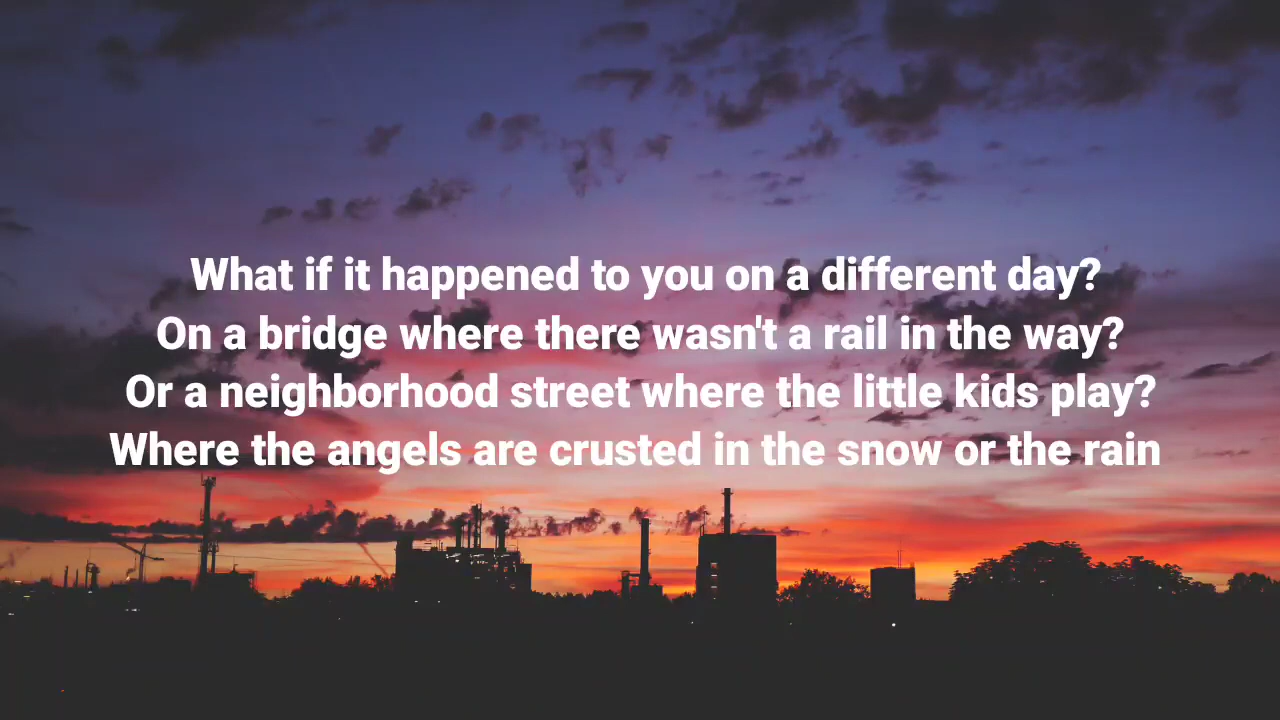 What if it happened to you on a different day?
On a bridge where there wasn't a rail in the way?
Or a neighborhood street where the little kids play?
Where the angels are crusted in the snow or the rain